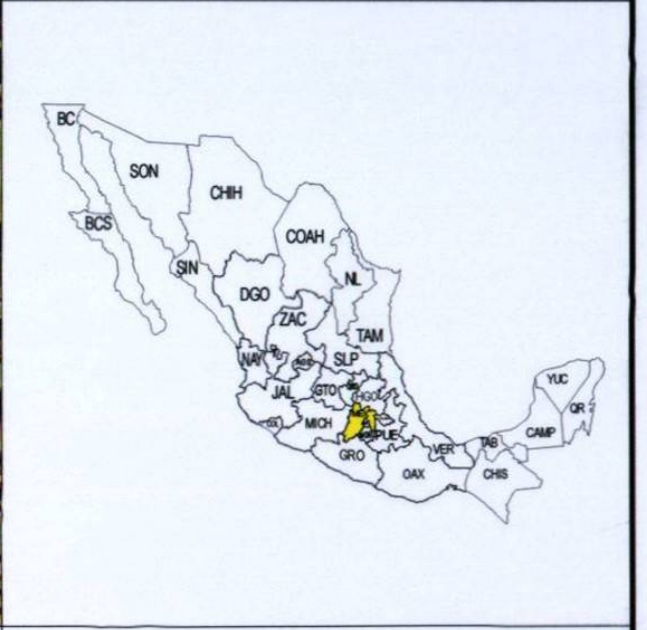 BC
SON
CHIH
BCS
COAH
SIN
NL
DGO
ZAC
TAM
NAY
SLP
YUC
JAL
GTO
HGO
QR
MICH
PUE
CAMP
TAB
VER
GRO
OAX
CHIS